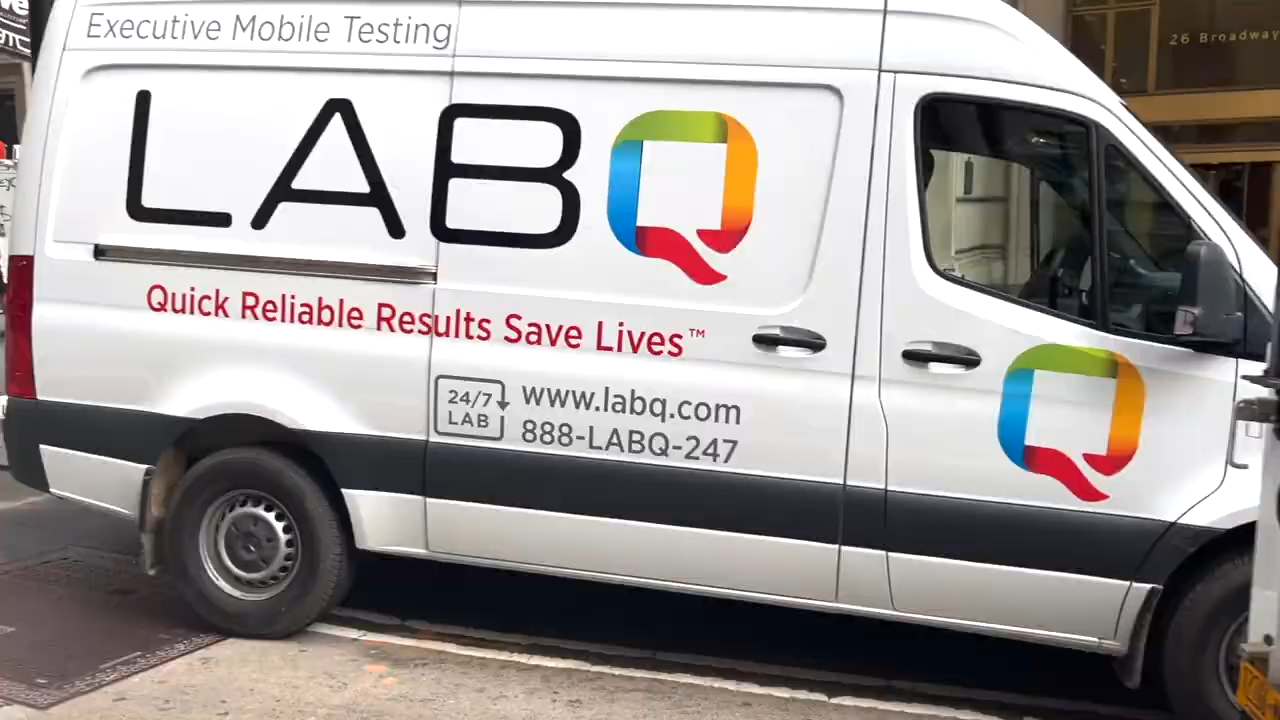 Executive Mobile Testing
26 Broadway
LABQ
Quick Reliable Results Save Lives™
24/7
LAB
www.labq.com
888-LABQ-247
Q